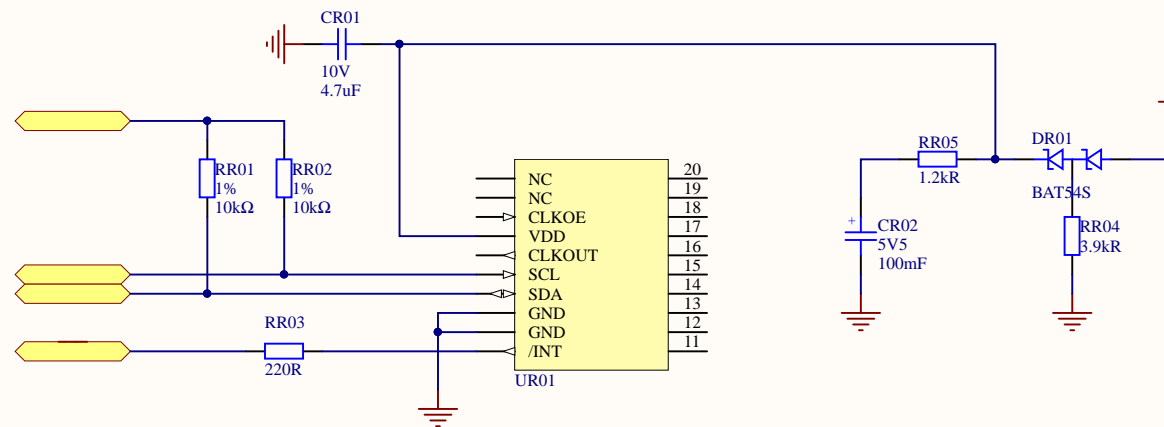 CR01
10V
4.7uF
RR01
1%
10kΩ
RR02
1%
10kΩ
NC
NC
CLKOE
VDD
CLKOUT
SCL
SDA
GND
GND
/INT
20
19
18
17
16
15
14
13
12
11
UR01
RR03
220R
RR05
1.2kR
DR01
BAT54S
+
CR02
5V5
100mF
RR04
3.9kR